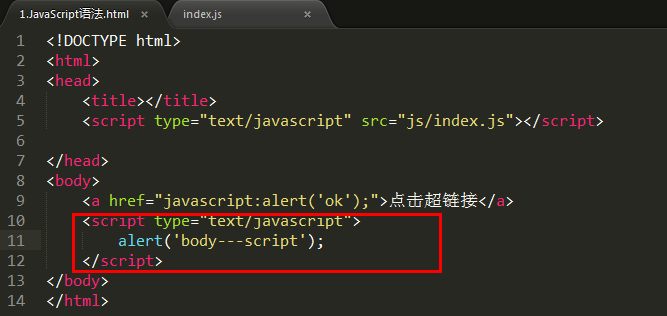 1.JavaScript语法.html × index.js ×
1 <!DOCTYPE html>
2 <html>
3 <head>
4     <title></title>
5     <script type="text/javascript" src="js/index.js"></script>
6
7 </head>
8 <body>
9     <a href="javascript:alert('ok');">点击超链接</a>
10     <script type="text/javascript">
11         alert('body---script');
12     </script>
13 </body>
14 </html>